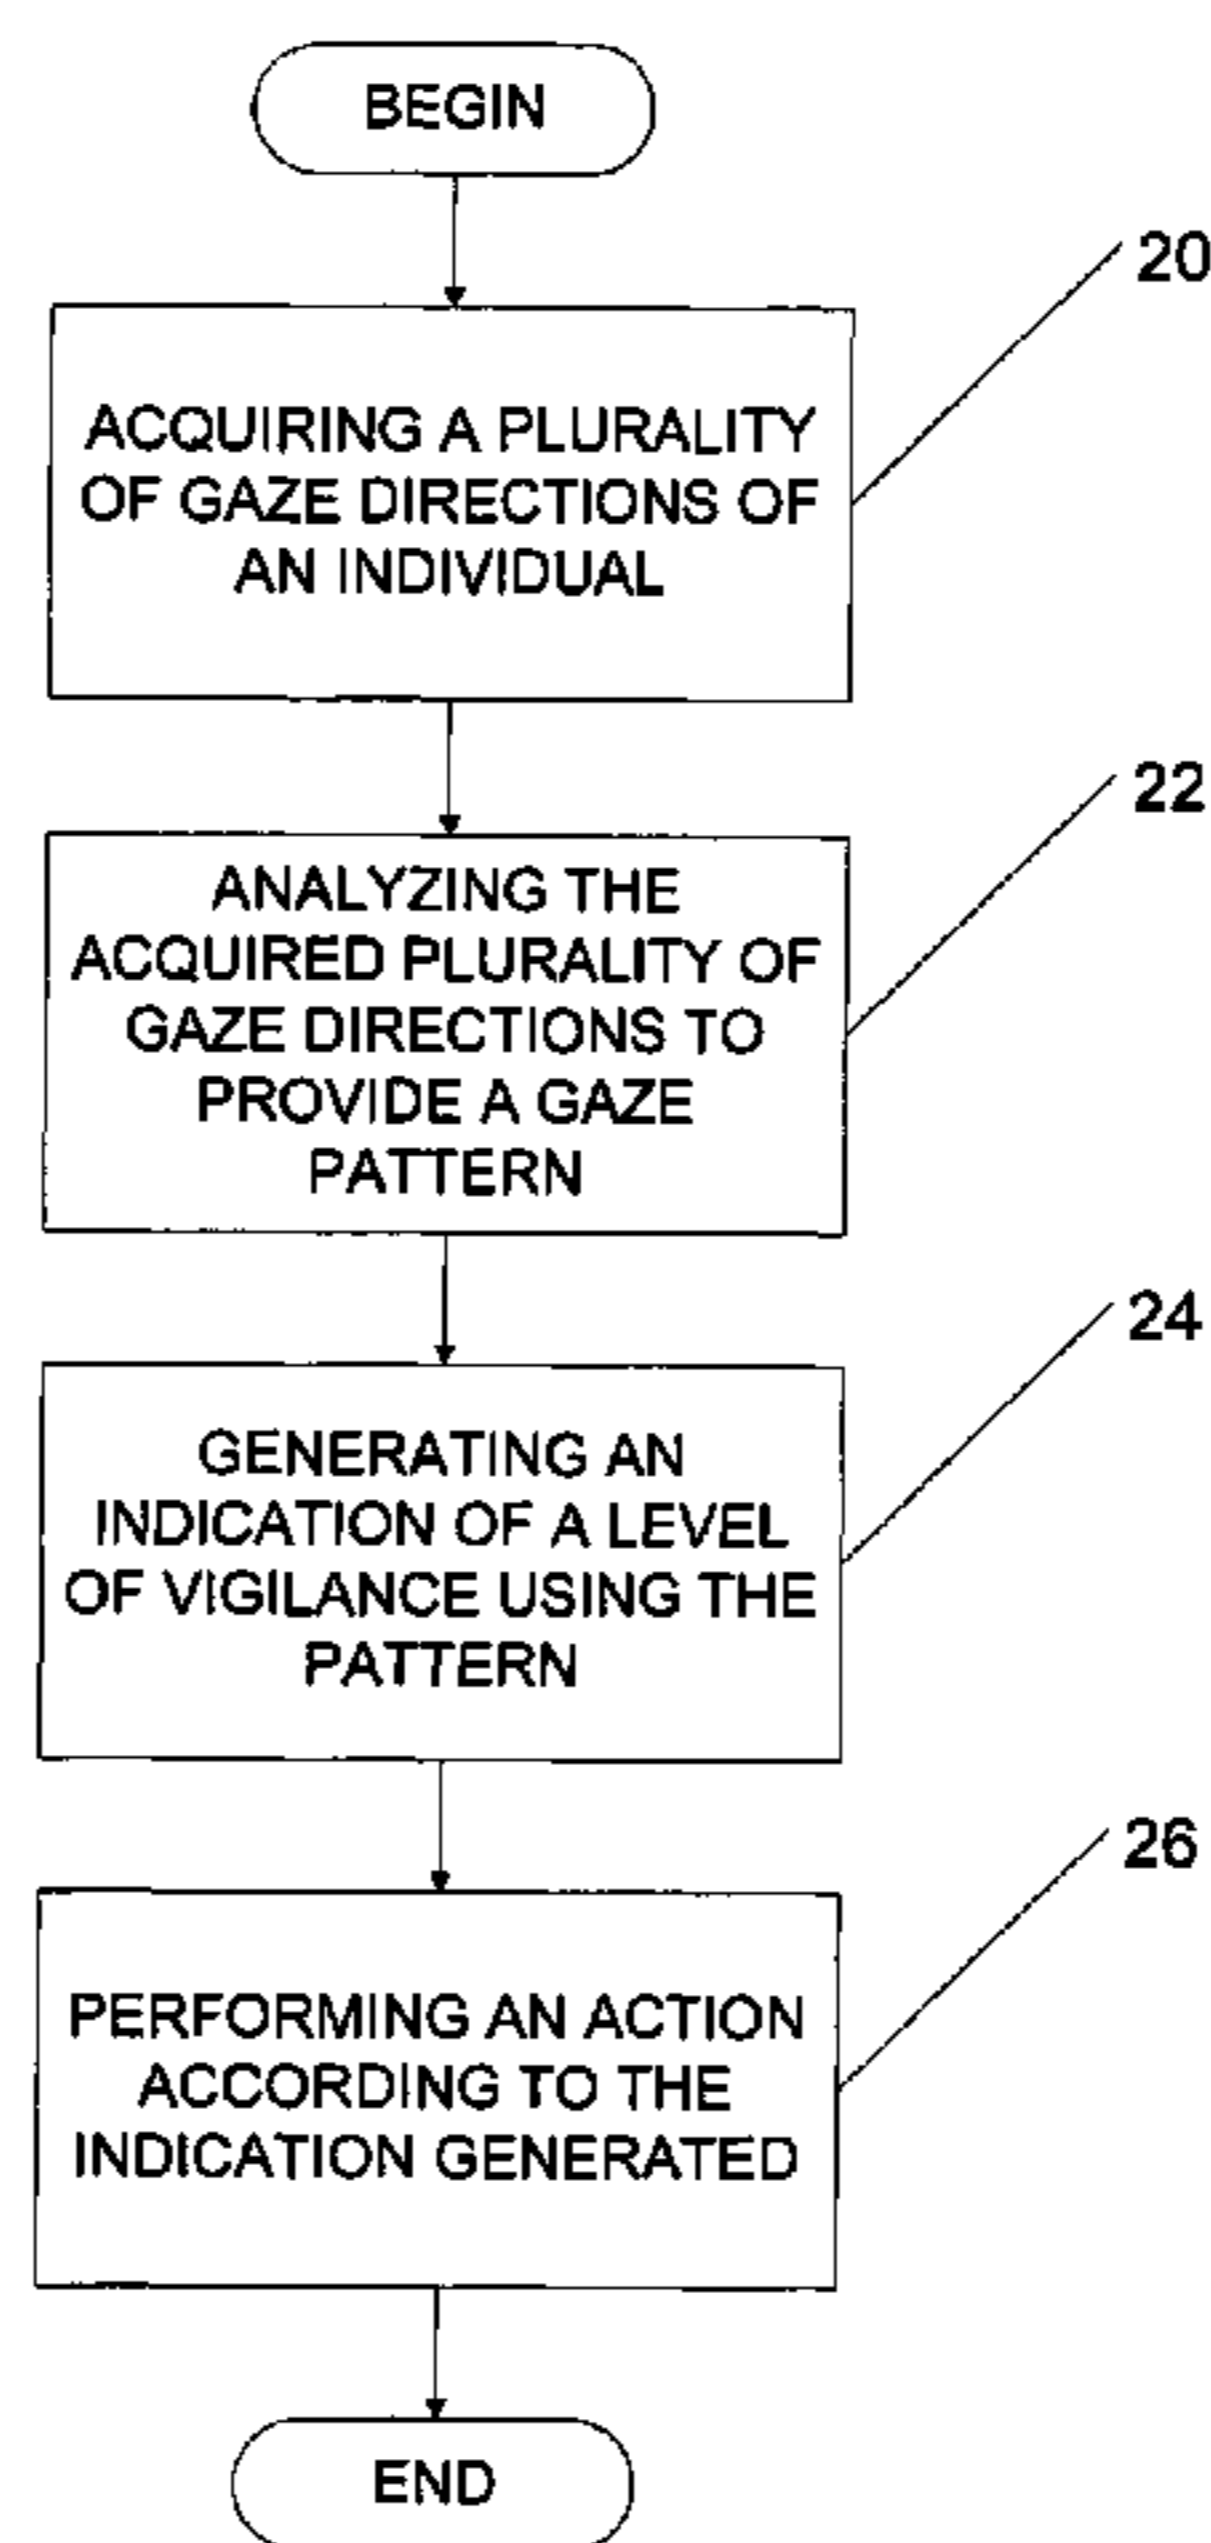 BEGIN
20
ACQUIRING A PLURALITY
OF GAZE DIRECTIONS OF
AN INDIVIDUAL
22
ANALYZING THE
ACQUIRED PLURALITY OF
GAZE DIRECTIONS TO
PROVIDE A GAZE
PATTERN
24
GENERATING AN
INDICATION OF A LEVEL
OF VIGILANCE USING THE
PATTERN
26
PERFORMING AN ACTION
ACCORDING TO THE
INDICATION GENERATED
END